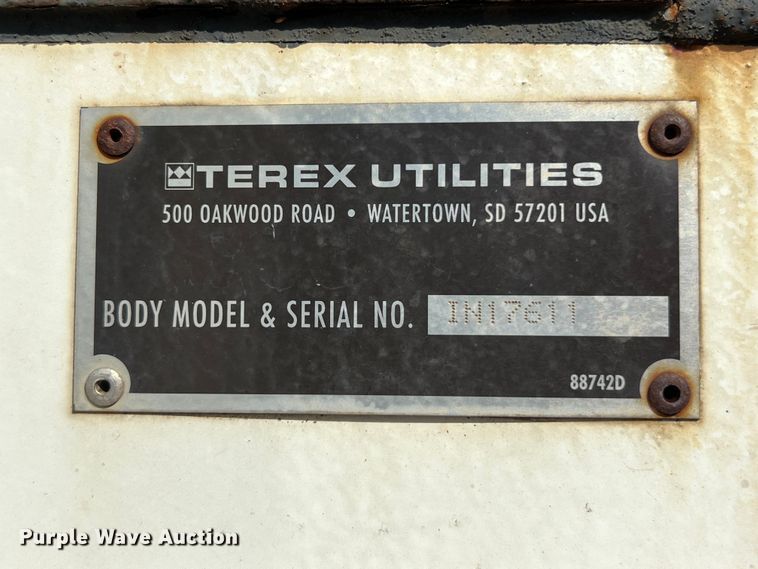 TEREX UTILITIES
500 OAKWOOD ROAD • WATERTOWN, SD 57201 USA
BODY MODEL & SERIAL NO. IN17611
88742D
Purple Wave Auction